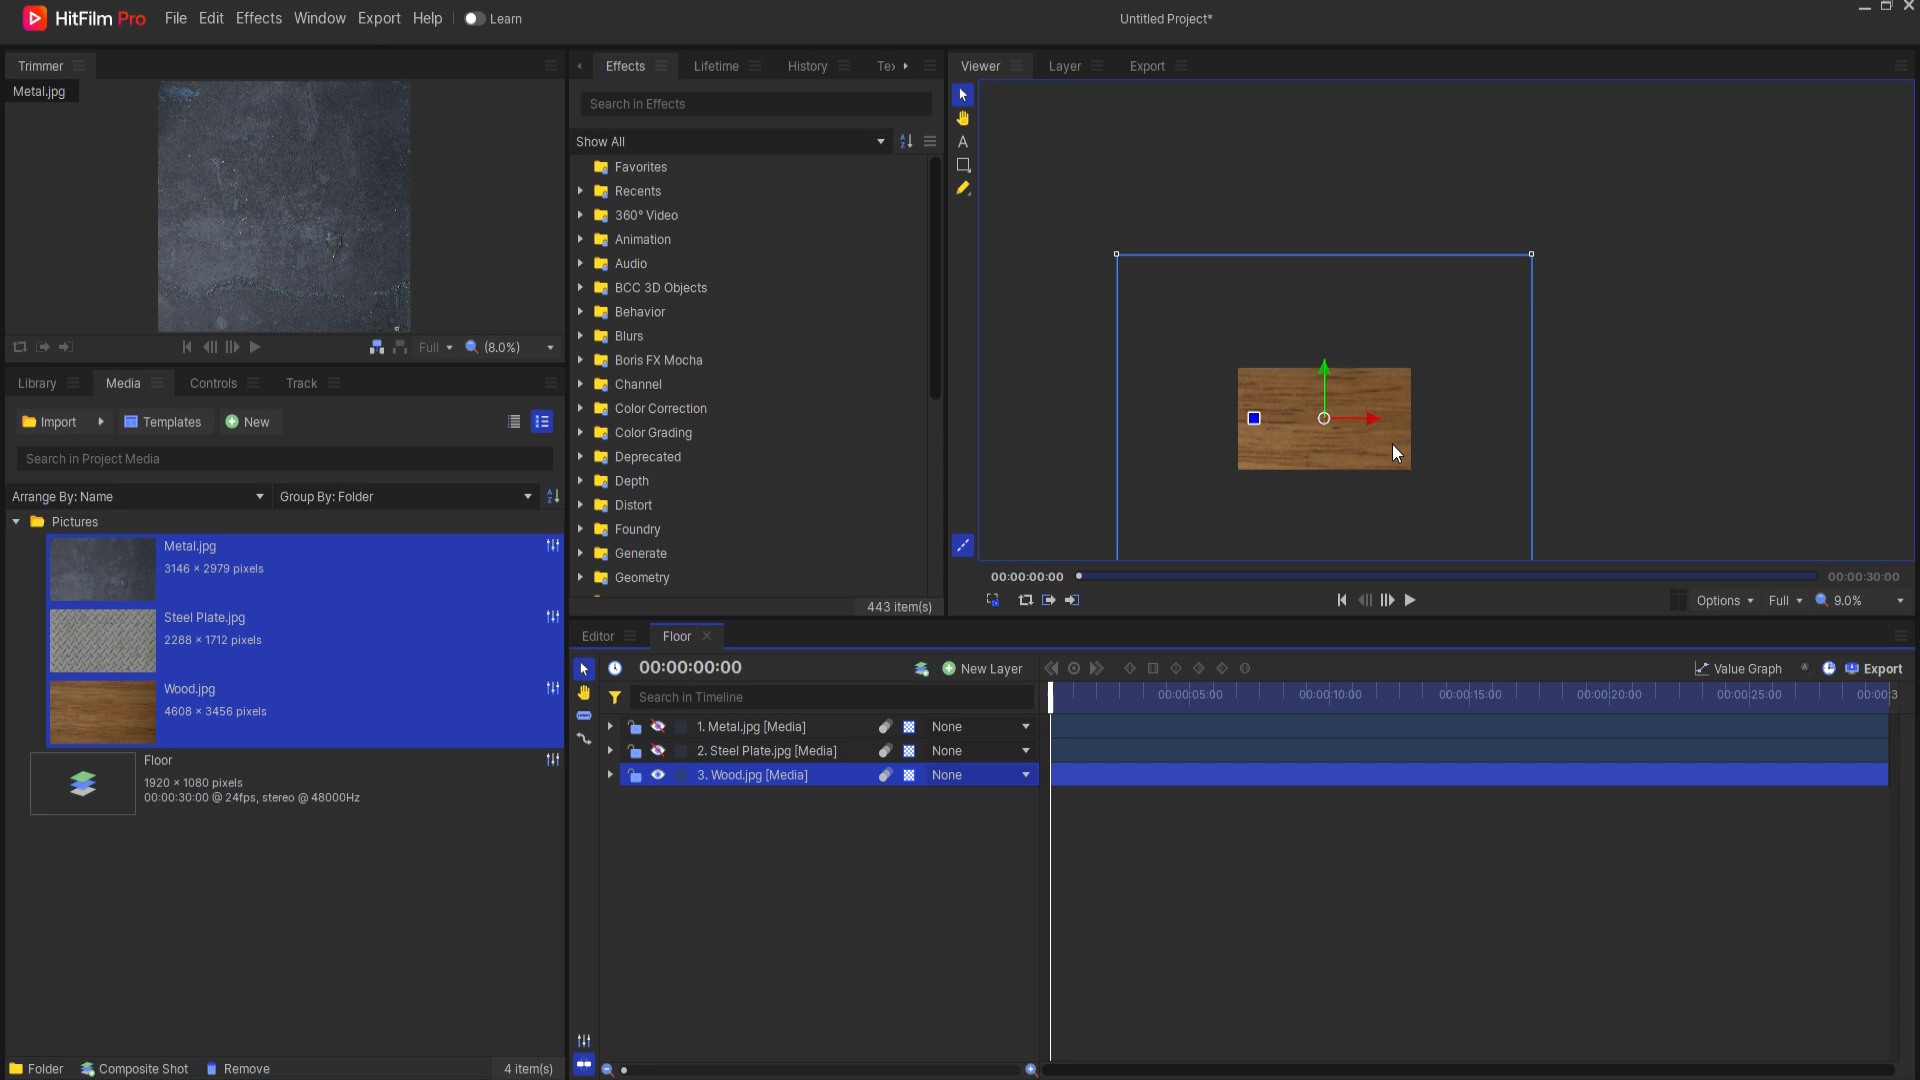 HitFilm Pro
File Edit Effects Window Export Help Learn
Untitled Project*
Trimmer
Metal.jpg
Full (8.0%)
Library Media Controls Track
Import Templates New
Search in Project Media
Arrange By: Name Group By: Folder
Pictures
Metal.jpg
3146 × 2979 pixels
Steel Plate.jpg
2288 × 1712 pixels
Wood.jpg
4608 × 3456 pixels
Floor
1920 × 1080 pixels
00:00:30:00 @ 24fps, stereo @ 48000Hz
Folder Composite Shot Remove 4 item(s)
Effects Lifetime History Te
Search in Effects
Show All
Favorites
Recents
360° Video
Animation
Audio
BCC 3D Objects
Behavior
Blurs
Boris FX Mocha
Channel
Color Correction
Color Grading
Deprecated
Depth
Distort
Foundry
Generate
Geometry
443 item(s)
Viewer Layer Export
A
00:00:00:00 00:00:30:00
Options Full 9.0%
Editor Floor
00:00:00:00 New Layer Value Graph Export
Search in Timeline
00:00:05:00 00:00:10:00 00:00:15:00 00:00:20:00 00:00:25:00 00:00:3
1. Metal.jpg [Media] None
2. Steel Plate.jpg [Media] None
3. Wood.jpg [Media] None